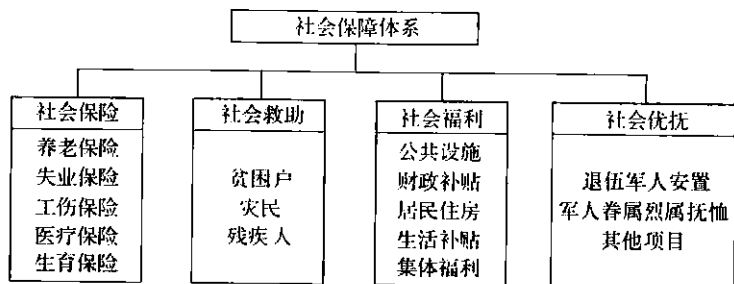 社会保障体系
社会保险
养老保险
失业保险
工伤保险
医疗保险
生育保险
社会救助
贫困户
灾民
残疾人
社会福利
公共设施
财政补贴
居民住房
生活补贴
集体福利
社会优抚
退伍军人安置
军人眷属烈属抚恤
其他项目